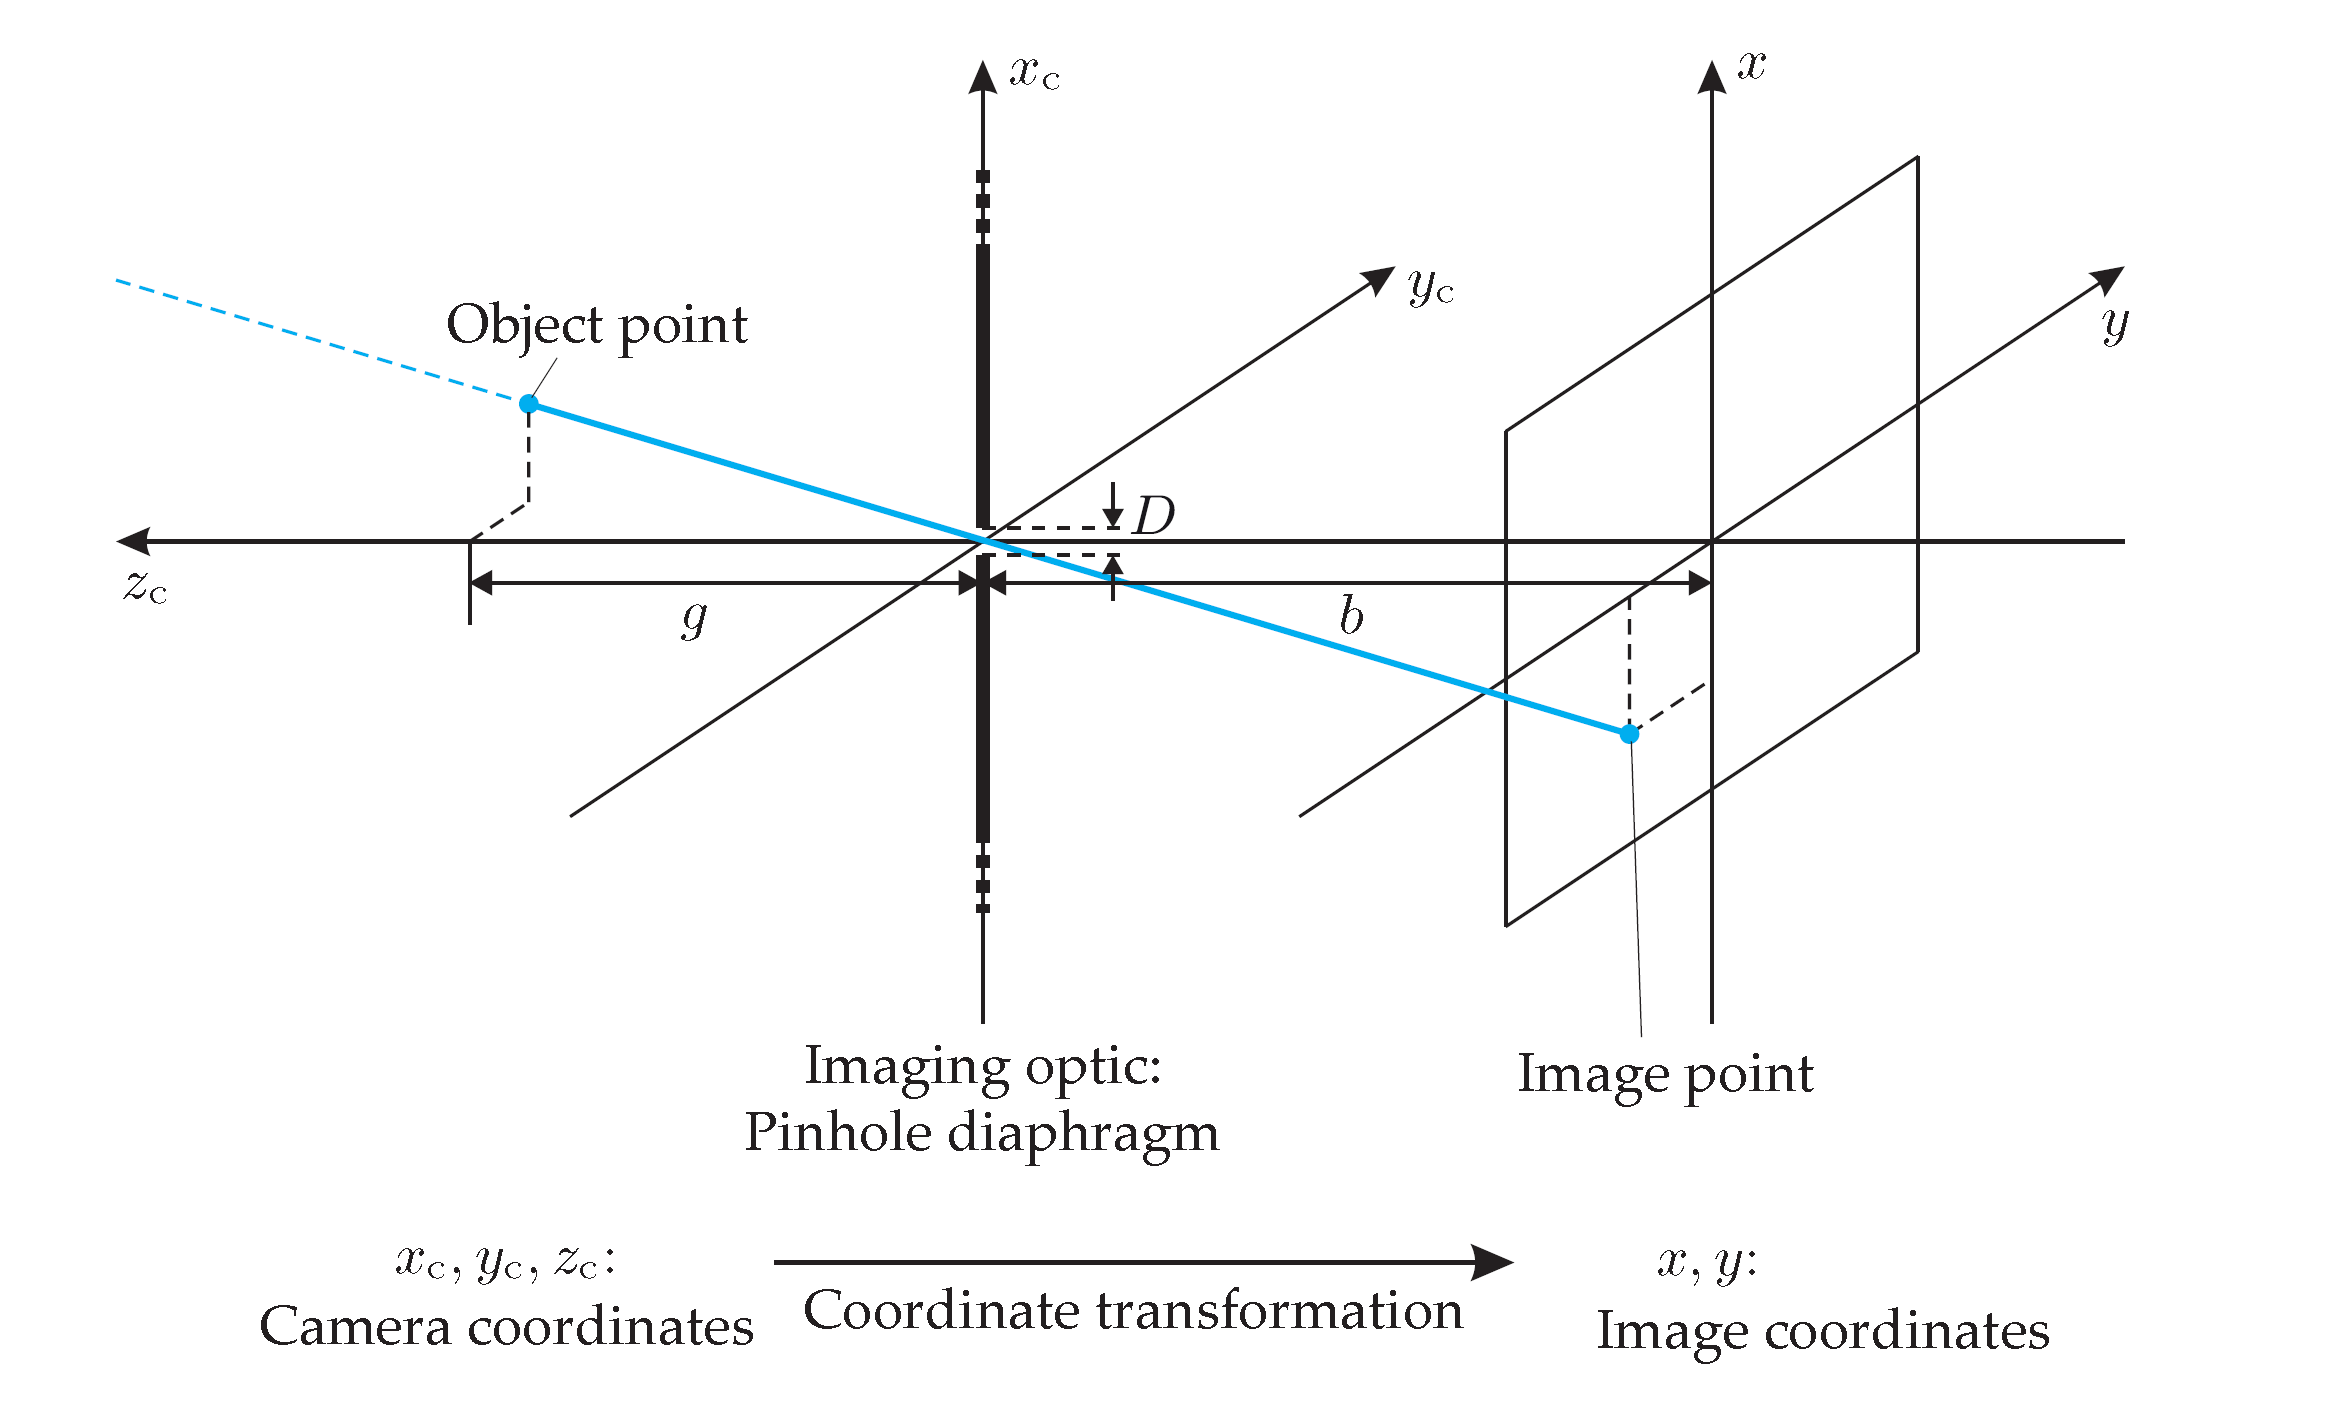 x_c
x
y_c
y
Object point
D
z_c
g
b
Imaging optic:
Pinhole diaphragm
Image point
x_c, y_c, z_c:
Camera coordinates
Coordinate transformation
x, y:
Image coordinates